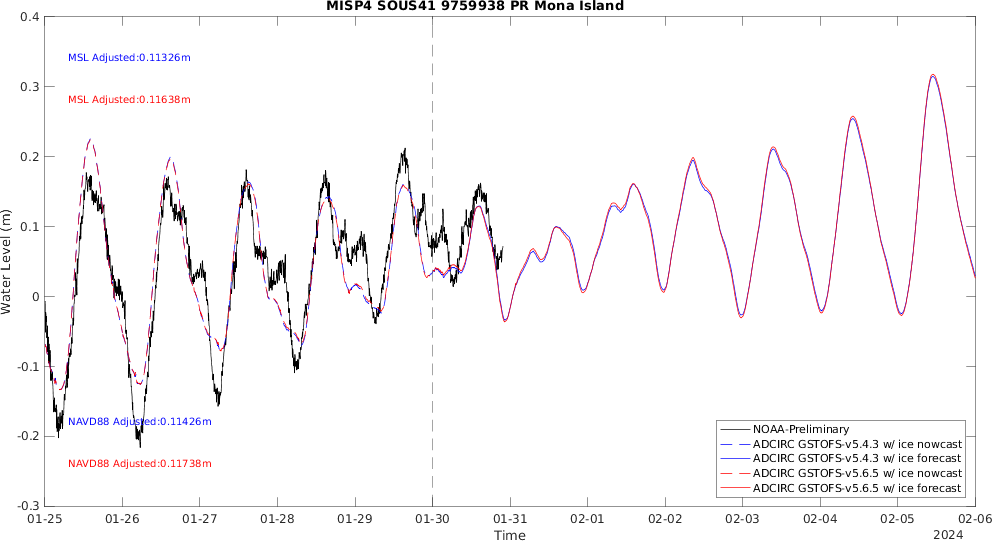 MISP4 SOUS41 9759938 PR Mona Island
0.4
0.3
0.2
0.1
0
-0.1
-0.2
-0.3
Water Level (m)
MSL Adjusted:0.11326m
MSL Adjusted:0.11638m
NAVD88 Adjusted:0.11426m
NAVD88 Adjusted:0.11738m
NOAA-Preliminary
ADCIRC GSTOFS-v5.4.3 w/ ice nowcast
ADCIRC GSTOFS-v5.4.3 w/ ice forecast
ADCIRC GSTOFS-v5.6.5 w/ ice nowcast
ADCIRC GSTOFS-v5.6.5 w/ ice forecast
01-25 01-26 01-27 01-28 01-29 01-30 01-31 02-01 02-02 02-03 02-04 02-05 02-06
Time
2024